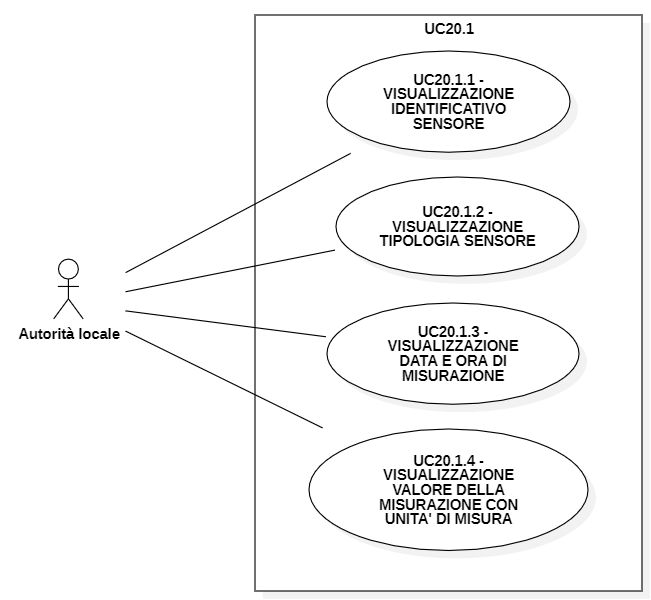 UC20.1
UC20.1.1 -
VISUALIZZAZIONE
IDENTIFICATIVO
SENSORE
UC20.1.2 -
VISUALIZZAZIONE
TIPOLOGIA SENSORE
Autorità locale
UC20.1.3 -
VISUALIZZAZIONE
DATA E ORA DI
MISURAZIONE
UC20.1.4 -
VISUALIZZAZIONE
VALORE DELLA
MISURAZIONE CON
UNITA' DI MISURA